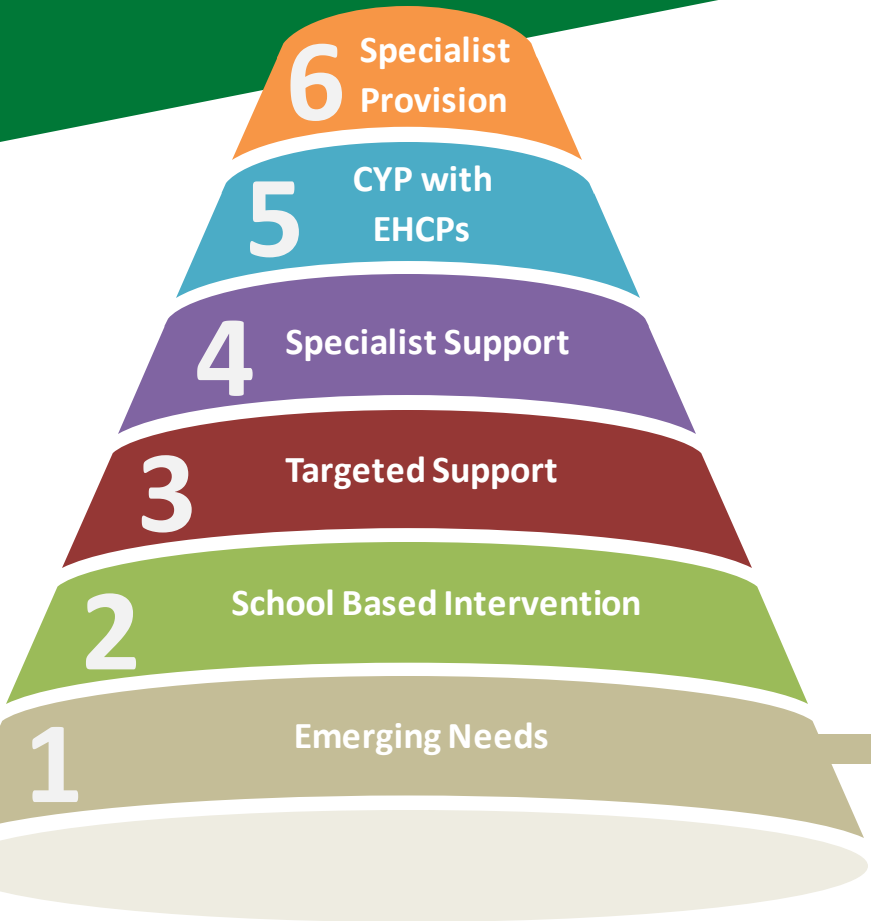 6 Specialist
Provision
5 CYP with
EHCPs
4 Specialist Support
3 Targeted Support
2 School Based Intervention
1 Emerging Needs